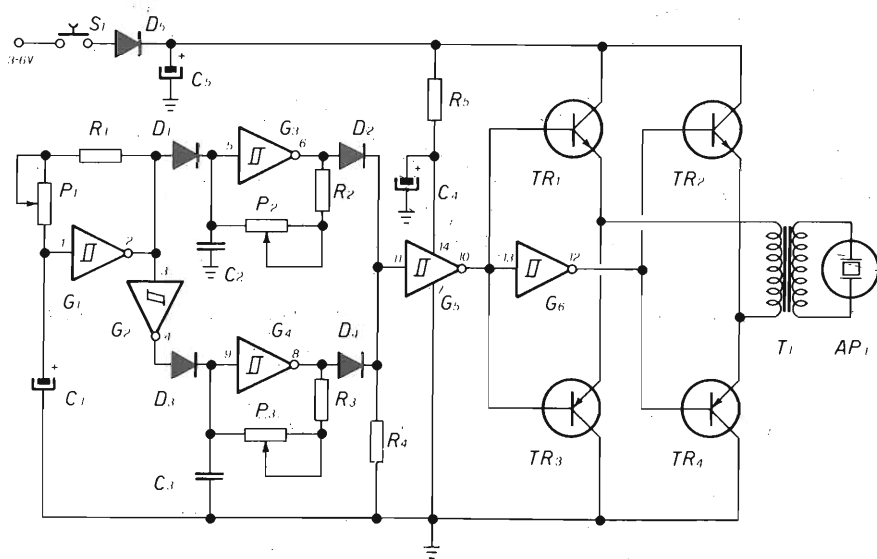 S1
D5
3-6V
+
C5
R5
R1
D1
G3
D2
5
6
TR1
TR2
P1
P2
R2
+
C4
1
2
C2
11
14
10
13
12
G1
3
7
G5
G6
G2
4
G4
D4
T1
AP1
+
9
8
C1
D3
P3
R3
R4
TR3
TR4
C3